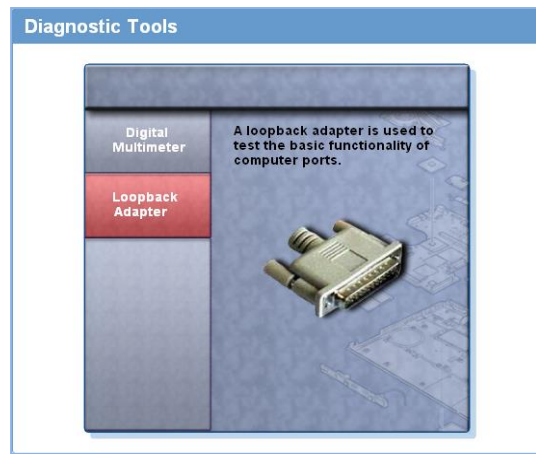 Diagnostic Tools
Digital
Multimeter
A loopback adapter is used to
test the basic functionality of
computer ports.
Loopback
Adapter